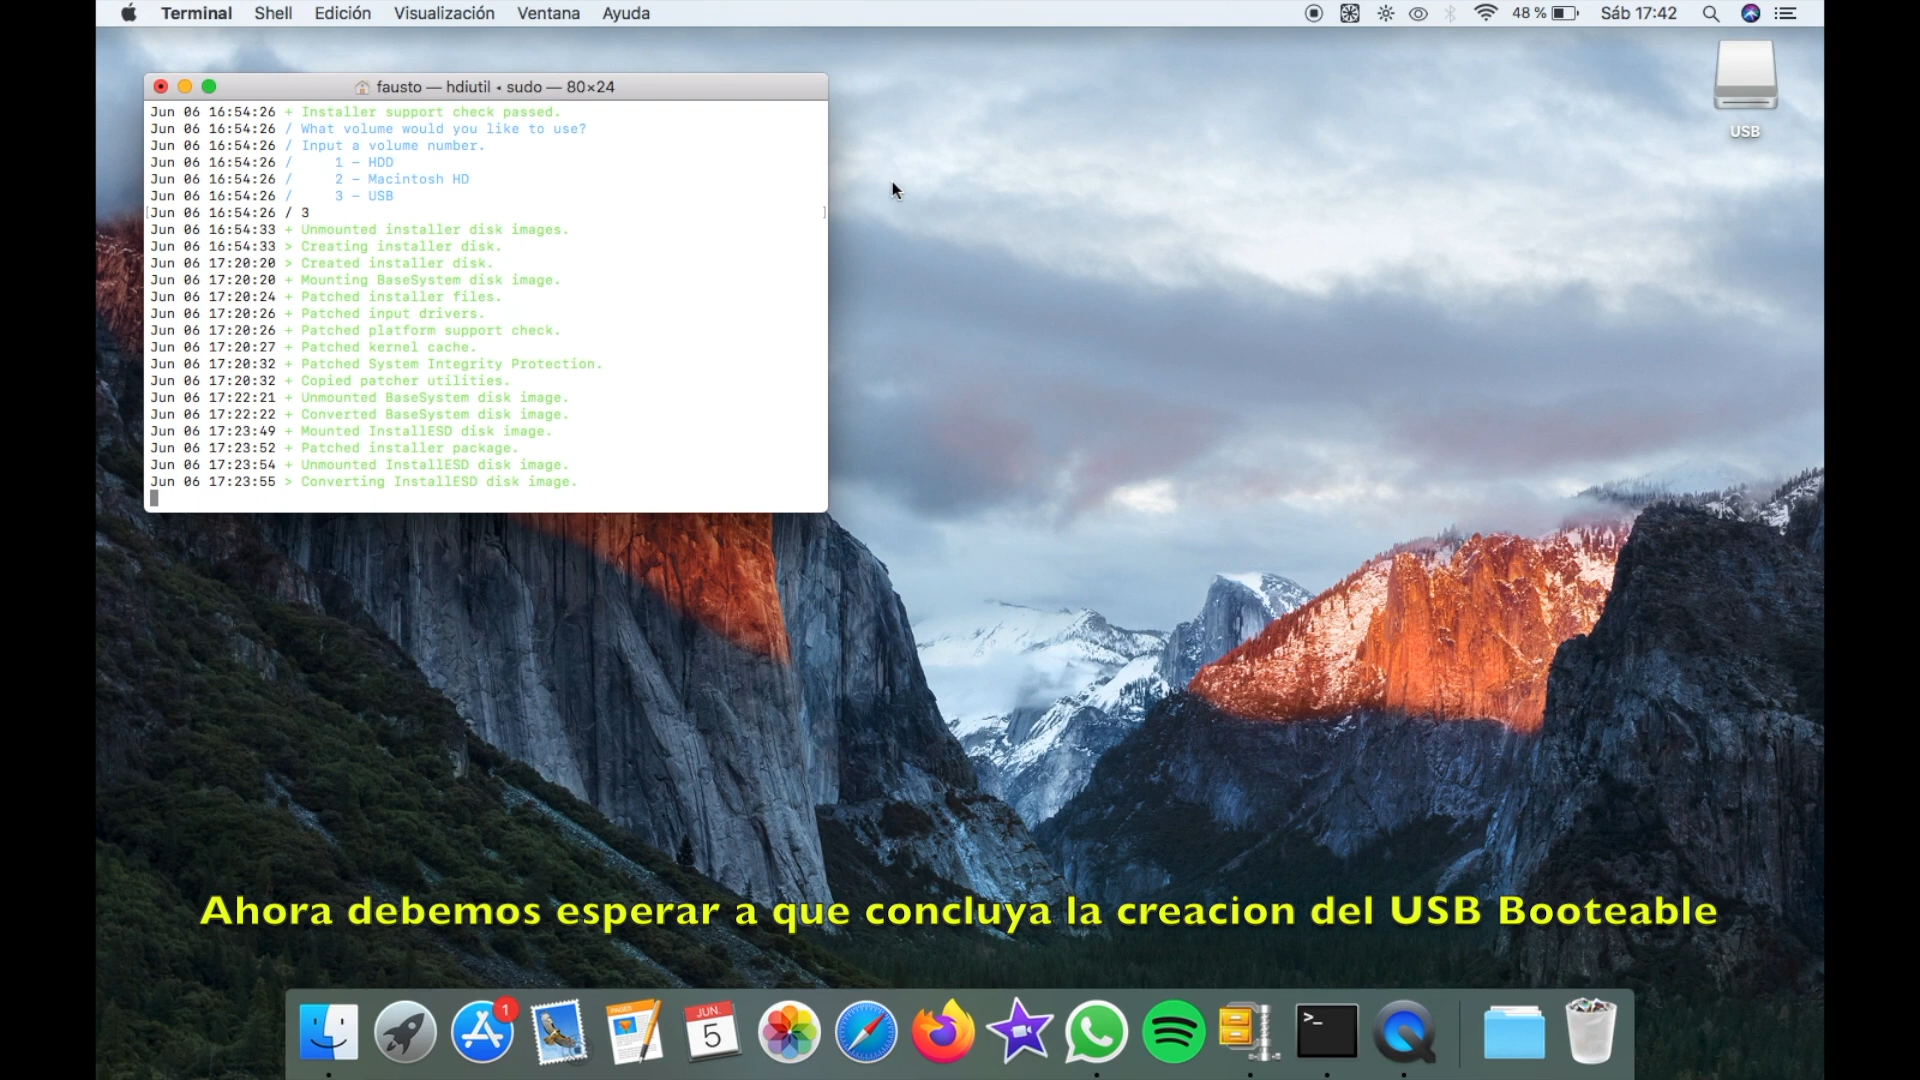 Terminal Shell Edición Visualización Ventana Ayuda 48 % Sáb 17:42
fausto — hdiutil • sudo — 80×24
Jun 06 16:54:26 + Installer support check passed.
Jun 06 16:54:26 / What volume would you like to use?
Jun 06 16:54:26 / Input a volume number.
Jun 06 16:54:26 /     1 - HDD
Jun 06 16:54:26 /     2 - Macintosh HD
Jun 06 16:54:26 /     3 - USB
[Jun 06 16:54:26 / 3 ]
Jun 06 16:54:33 + Unmounted installer disk images.
Jun 06 16:54:33 > Creating installer disk.
Jun 06 17:20:20 > Created installer disk.
Jun 06 17:20:20 + Mounting BaseSystem disk image.
Jun 06 17:20:24 + Patched installer files.
Jun 06 17:20:26 + Patched input drivers.
Jun 06 17:20:26 + Patched platform support check.
Jun 06 17:20:27 + Patched kernel cache.
Jun 06 17:20:32 + Patched System Integrity Protection.
Jun 06 17:20:32 + Copied patcher utilities.
Jun 06 17:22:21 + Unmounted BaseSystem disk image.
Jun 06 17:22:22 + Converted BaseSystem disk image.
Jun 06 17:23:49 + Mounted InstallESD disk image.
Jun 06 17:23:52 + Patched installer package.
Jun 06 17:23:54 + Unmounted InstallESD disk image.
Jun 06 17:23:55 > Converting InstallESD disk image.
USB
Ahora debemos esperar a que concluya la creacion del USB Booteable
1
PAGES
JUN.
5
>_